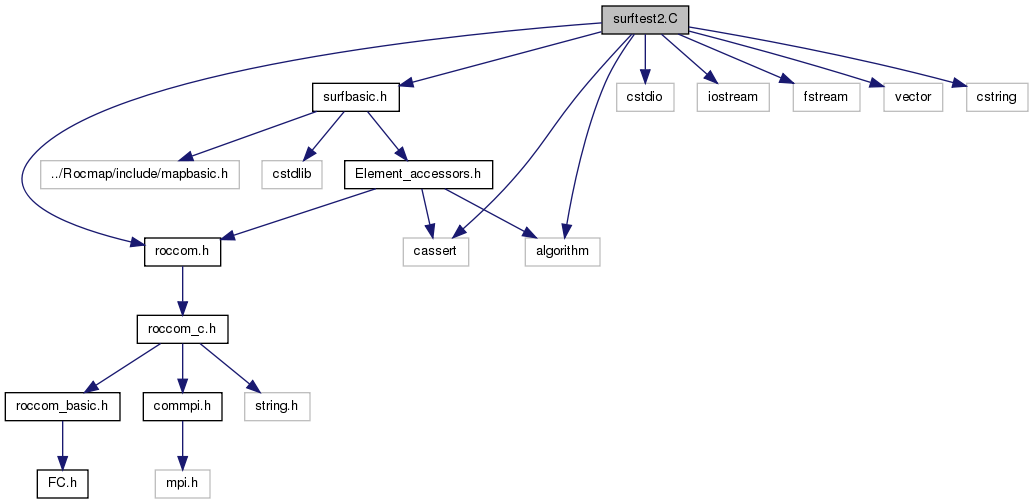 surftest2.C
surfbasic.h
cstdio
iostream
fstream
vector
cstring
../Rocmap/include/mapbasic.h
cstdlib
Element_accessors.h
roccom.h
cassert
algorithm
roccom_c.h
roccom_basic.h
commpi.h
string.h
FC.h
mpi.h